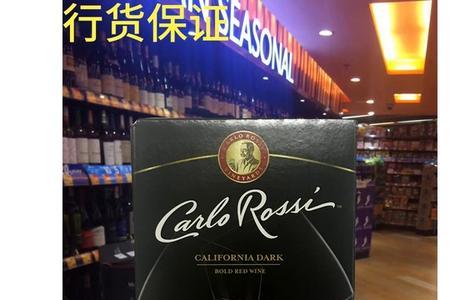 行货保证
SEASONAL
CARLO ROSSI
VINEYARDS
Carlo Rossi
CALIFORNIA DARK
BOLD RED WINE